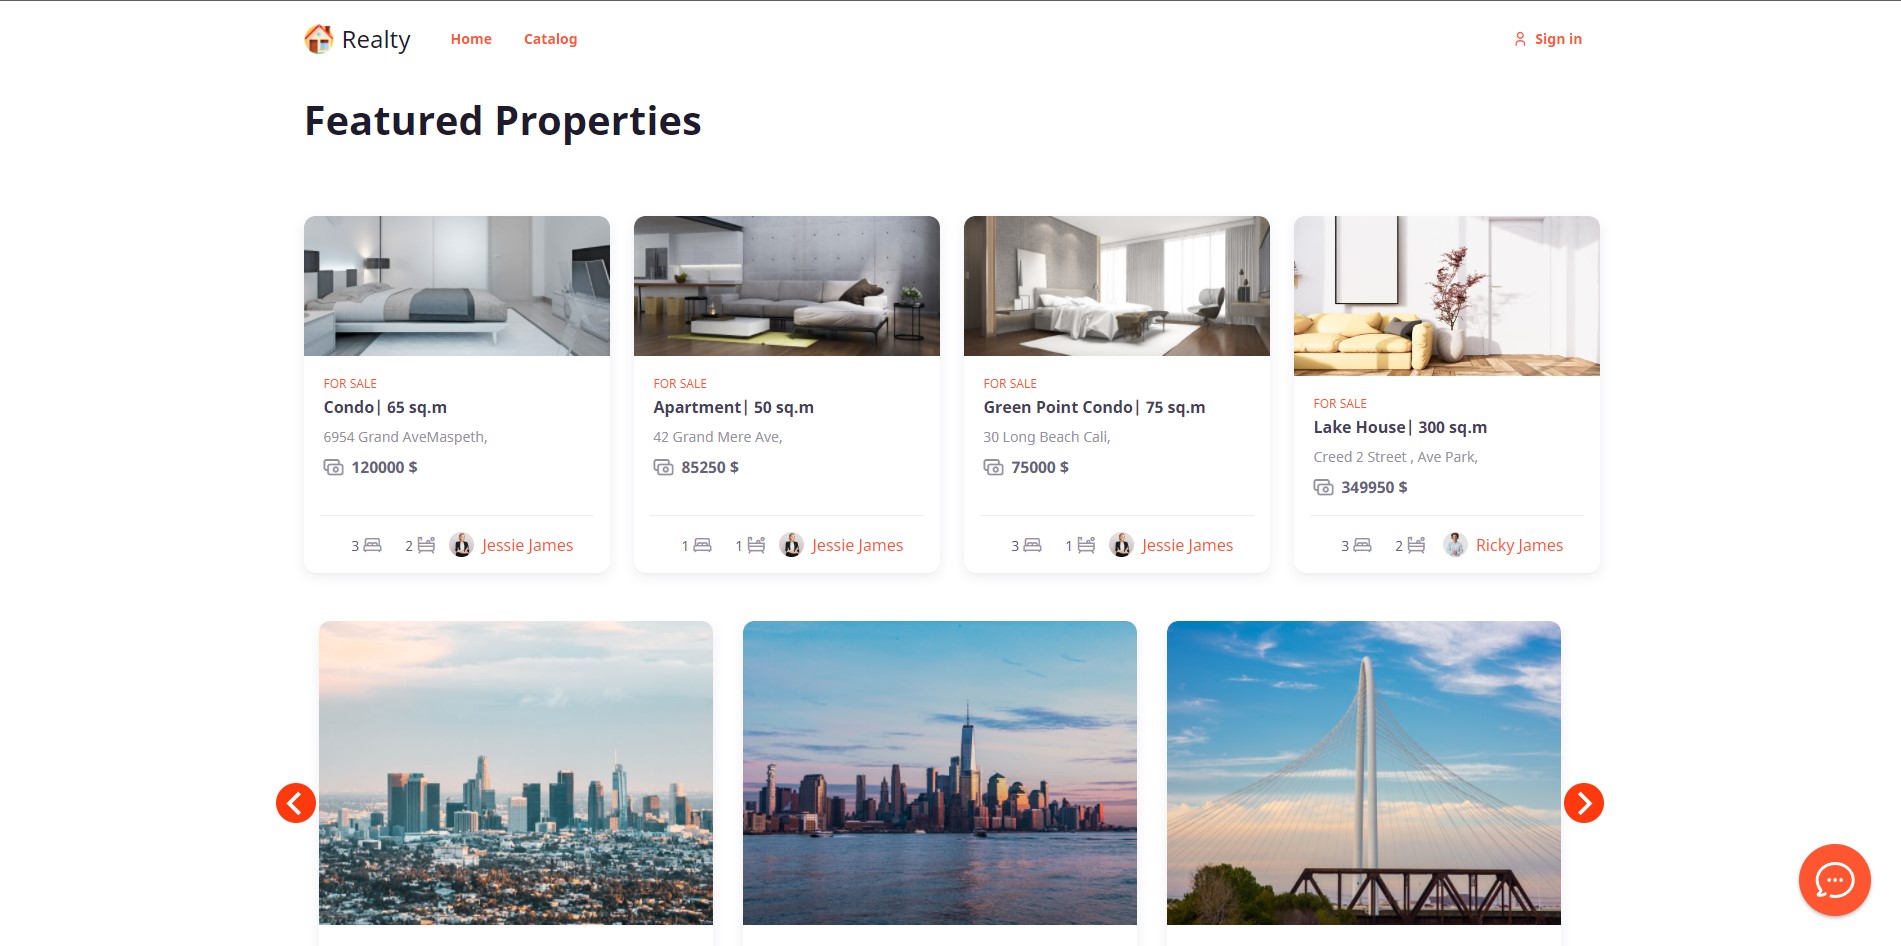 Realty
Home
Catalog
Sign in
Featured Properties
FOR SALE
Condo| 65 sq.m
6954 Grand AveMaspeth,
120000 $
3
2
Jessie James
FOR SALE
Apartment| 50 sq.m
42 Grand Mere Ave,
85250 $
1
1
Jessie James
FOR SALE
Green Point Condo| 75 sq.m
30 Long Beach Cali,
75000 $
3
1
Jessie James
FOR SALE
Lake House| 300 sq.m
Creed 2 Street , Ave Park,
349950 $
3
2
Ricky James